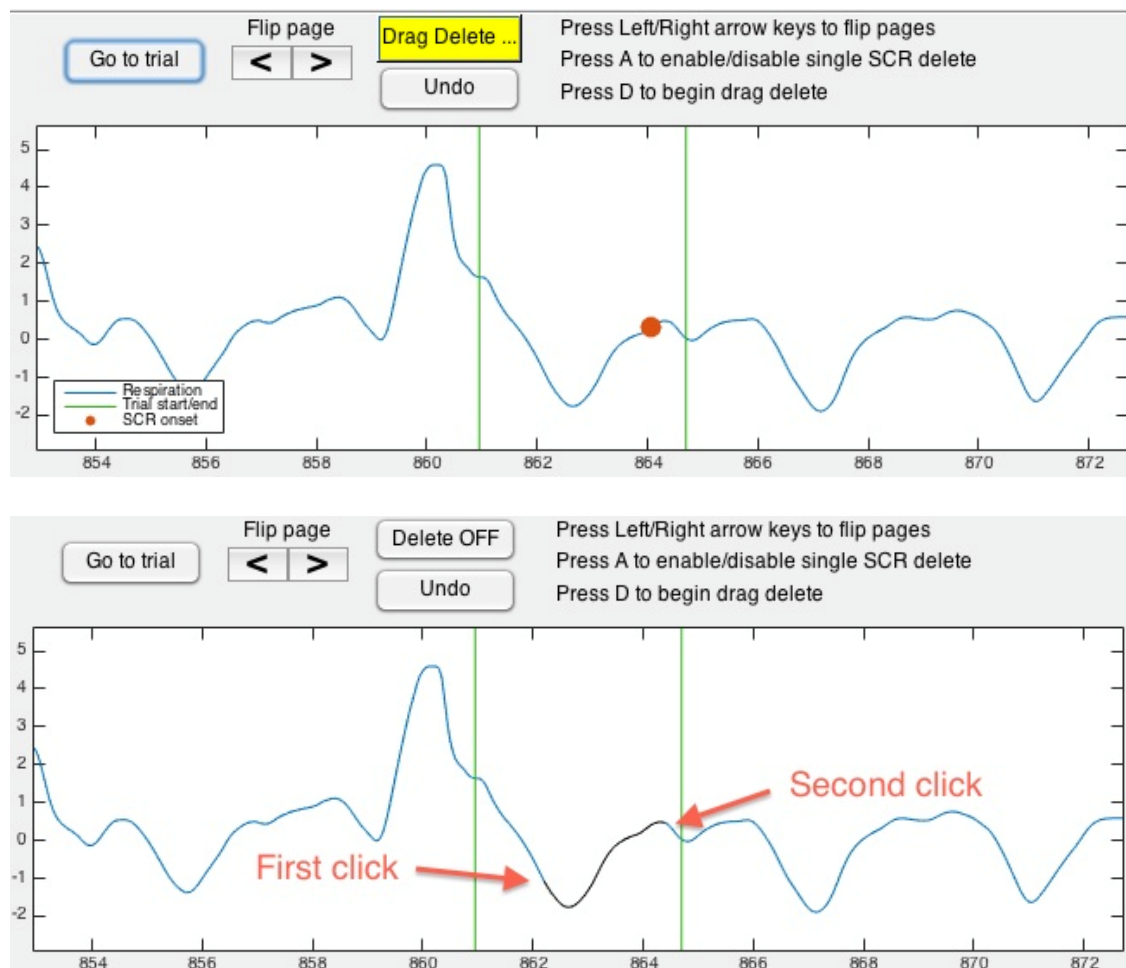 Flip page
Go to trial
<
>
Drag Delete ...
Undo
Press Left/Right arrow keys to flip pages
Press A to enable/disable single SCR delete
Press D to begin drag delete
5
4
3
2
1
0
-1
-2
Respiration
Trial start/end
SCR onset
854 856 858 860 862 864 866 868 870 872
Flip page
Go to trial
<
>
Delete OFF
Undo
Press Left/Right arrow keys to flip pages
Press A to enable/disable single SCR delete
Press D to begin drag delete
5
4
3
2
1
0
-1
-2
Second click
First click
854 856 858 860 862 864 866 868 870 872